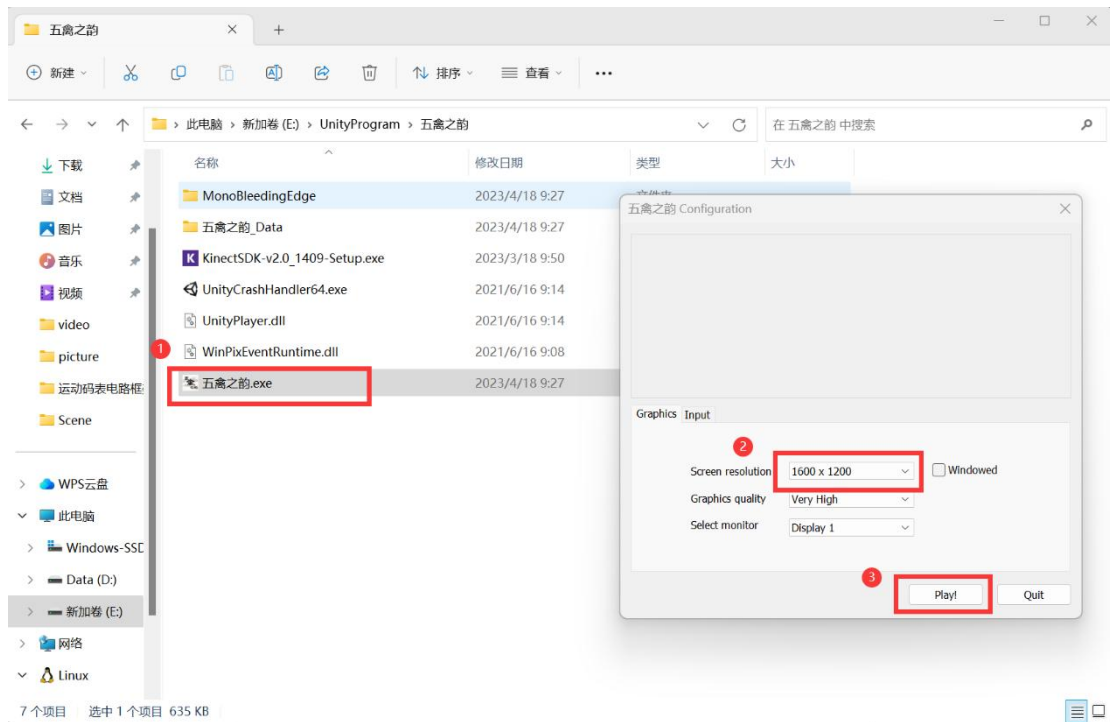 五禽之韵
新建
排序
查看
此电脑 > 新加卷 (E:) > UnityProgram > 五禽之韵
在 五禽之韵 中搜索
名称
修改日期
类型
大小
下载
文档
图片
音乐
视频
video
picture
运动码表电路框
Scene
WPS云盘
此电脑
Windows-SSD
Data (D:)
新加卷 (E:)
网络
Linux
MonoBleedingEdge 2023/4/18 9:27
五禽之韵_Data 2023/4/18 9:27
K KinectSDK-v2.0_1409-Setup.exe 2023/3/18 9:50
UnityCrashHandler64.exe 2021/6/16 9:14
UnityPlayer.dll 2021/6/16 9:14
1
WinPixEventRuntime.dll 2021/6/16 9:08
五禽之韵.exe 2023/4/18 9:27
五禽之韵 Configuration
Graphics Input
2
Screen resolution 1600 x 1200 Windowed
Graphics quality Very High
Select monitor Display 1
3
Play! Quit
7 个项目 选中 1 个项目 635 KB